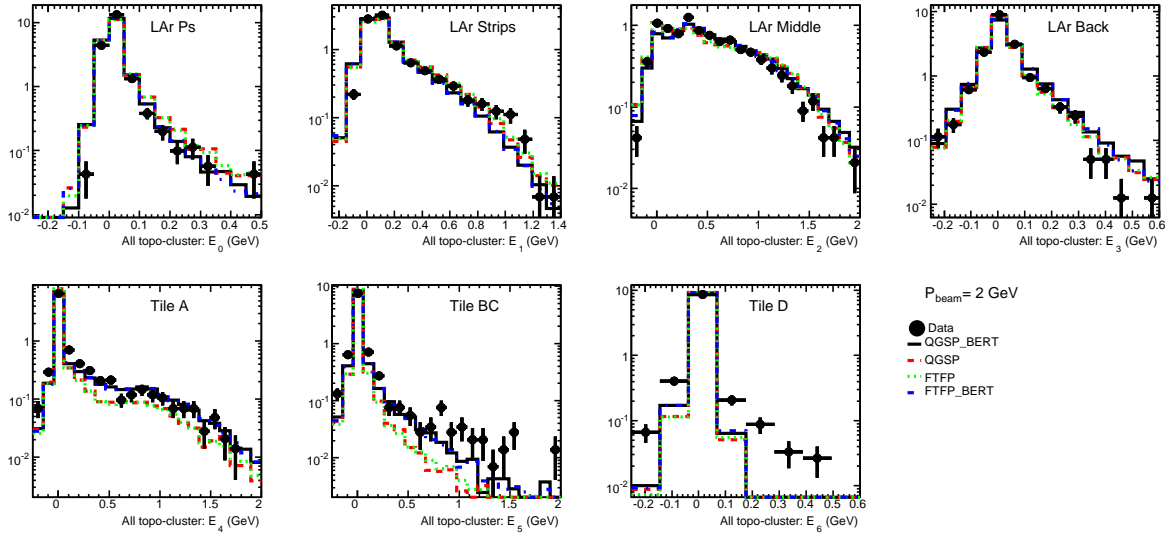 LAr Ps
10
1
10^-1
10^-2
-0.2 -0.1 0 0.1 0.2 0.3 0.4 0.5
All topo-cluster: E_0 (GeV)
LAr Strips
1
10^-1
10^-2
-0.2 0 0.2 0.4 0.6 0.8 1 1.2 1.4
All topo-cluster: E_1 (GeV)
LAr Middle
1
10^-1
10^-2
0 0.5 1 1.5 2
All topo-cluster: E_2 (GeV)
LAr Back
10
1
10^-1
10^-2
-0.2 -0.1 0 0.1 0.2 0.3 0.4 0.5 0.6
All topo-cluster: E_3 (GeV)
Tile A
1
10^-1
10^-2
0 0.5 1 1.5 2
All topo-cluster: E_4 (GeV)
Tile BC
1
10^-1
10^-2
0 0.5 1 1.5 2
All topo-cluster: E_5 (GeV)
Tile D
10
1
10^-1
10^-2
-0.2 -0.1 0 0.1 0.2 0.3 0.4 0.5 0.6
All topo-cluster: E_6 (GeV)
P_beam= 2 GeV
Data
QGSP_BERT
QGSP
FTFP
FTFP_BERT